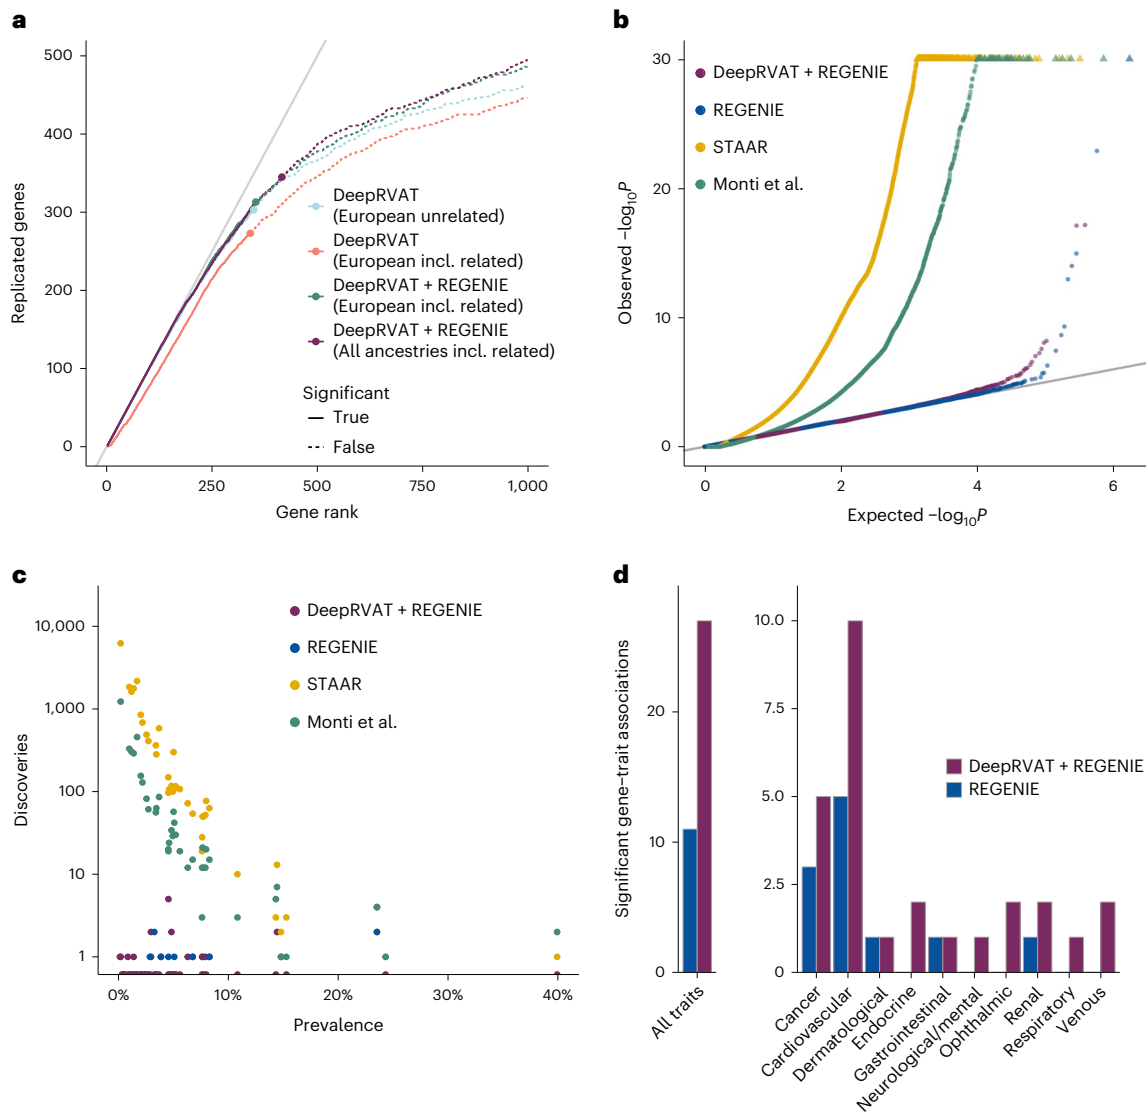 a
500
400
300
200
100
0
Replicated genes
0
250
500
750
1,000
Gene rank
DeepRVAT
(European unrelated)
DeepRVAT
(European incl. related)
DeepRVAT + REGENIE
(European incl. related)
DeepRVAT + REGENIE
(All ancestries incl. related)
Significant
True
False
b
30
20
10
0
Observed −log10P
0
2
4
6
Expected −log10P
DeepRVAT + REGENIE
REGENIE
STAAR
Monti et al.
c
10,000
1,000
100
10
1
Discoveries
0%
10%
20%
30%
40%
Prevalence
DeepRVAT + REGENIE
REGENIE
STAAR
Monti et al.
d
Significant gene–trait associations
20
10
0
All traits
10.0
7.5
5.0
2.5
0
DeepRVAT + REGENIE
REGENIE
Cancer
Cardiovascular
Dermatological
Endocrine
Gastrointestinal
Neurological/mental
Ophthalmic
Renal
Respiratory
Venous